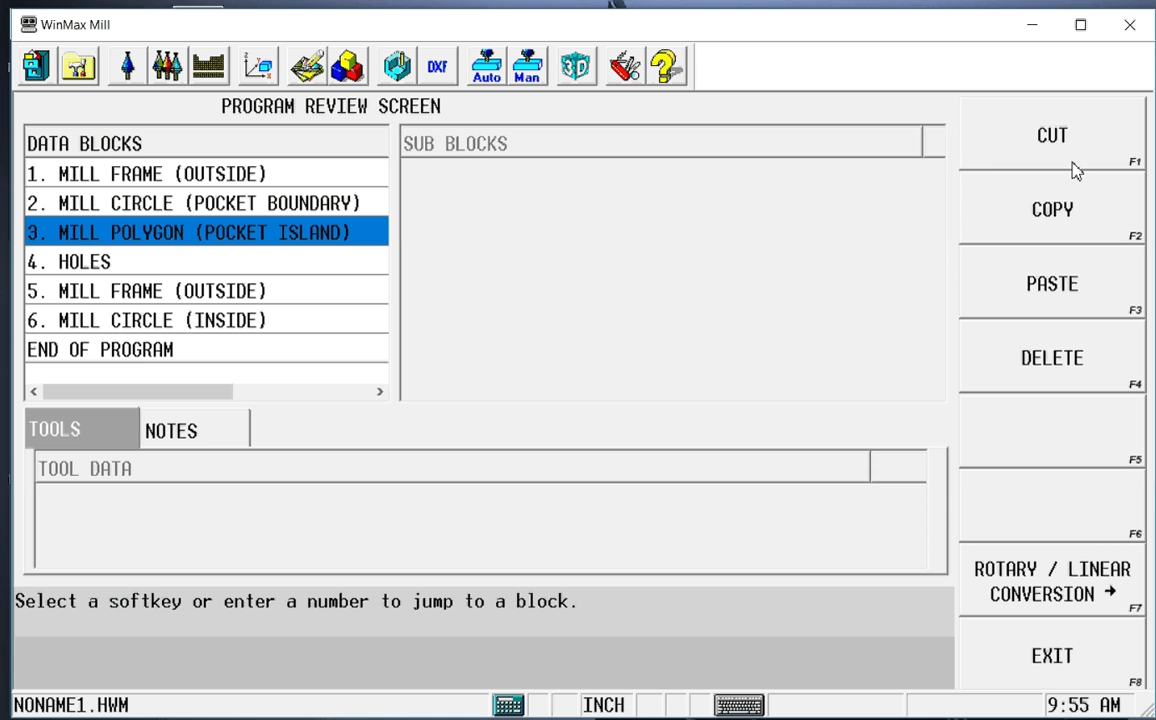 WinMax Mill
DXF
Auto
Man
3D
PROGRAM REVIEW SCREEN
DATA BLOCKS
1. MILL FRAME (OUTSIDE)
2. MILL CIRCLE (POCKET BOUNDARY)
3. MILL POLYGON (POCKET ISLAND)
4. HOLES
5. MILL FRAME (OUTSIDE)
6. MILL CIRCLE (INSIDE)
END OF PROGRAM
SUB BLOCKS
TOOLS
NOTES
TOOL DATA
Select a softkey or enter a number to jump to a block.
CUT
F1
COPY
F2
PASTE
F3
DELETE
F4
F5
F6
ROTARY / LINEAR
CONVERSION →
F7
EXIT
F8
NONAME1.HWM
INCH
9:55 AM